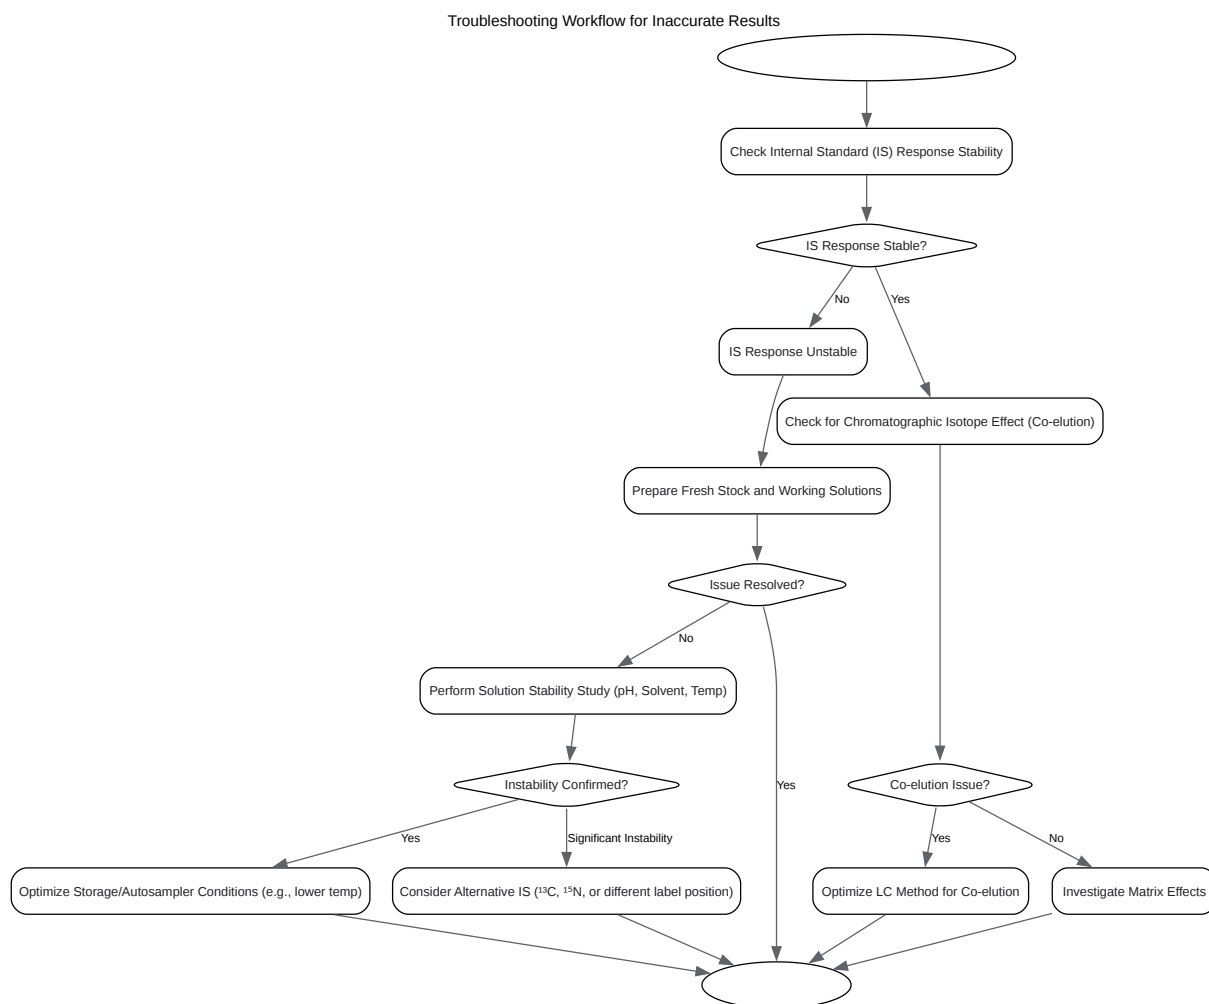 Troubleshooting Workflow for Inaccurate Results
Check Internal Standard (IS) Response Stability
IS Response Stable?
No
Yes
IS Response Unstable
Check for Chromatographic Isotope Effect (Co-elution)
Prepare Fresh Stock and Working Solutions
Issue Resolved?
No
Perform Solution Stability Study (pH, Solvent, Temp)
Instability Confirmed?
Yes
Co-elution Issue?
Yes
Significant Instability
Yes
No
Optimize Storage/Autosampler Conditions (e.g., lower temp)
Consider Alternative IS (¹³C, ¹⁵N, or different label position)
Optimize LC Method for Co-elution
Investigate Matrix Effects